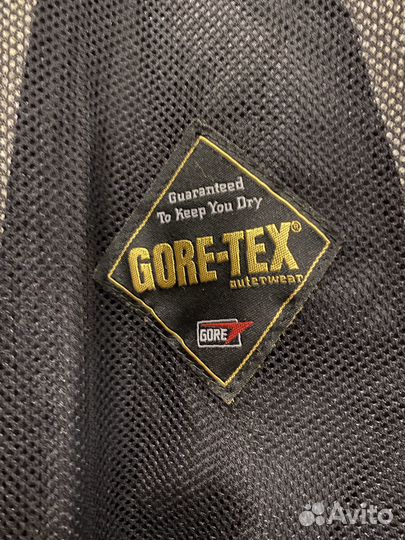 Guaranteed
To Keep You Dry
GORE-TEX®
outerwear
GORE
Avito